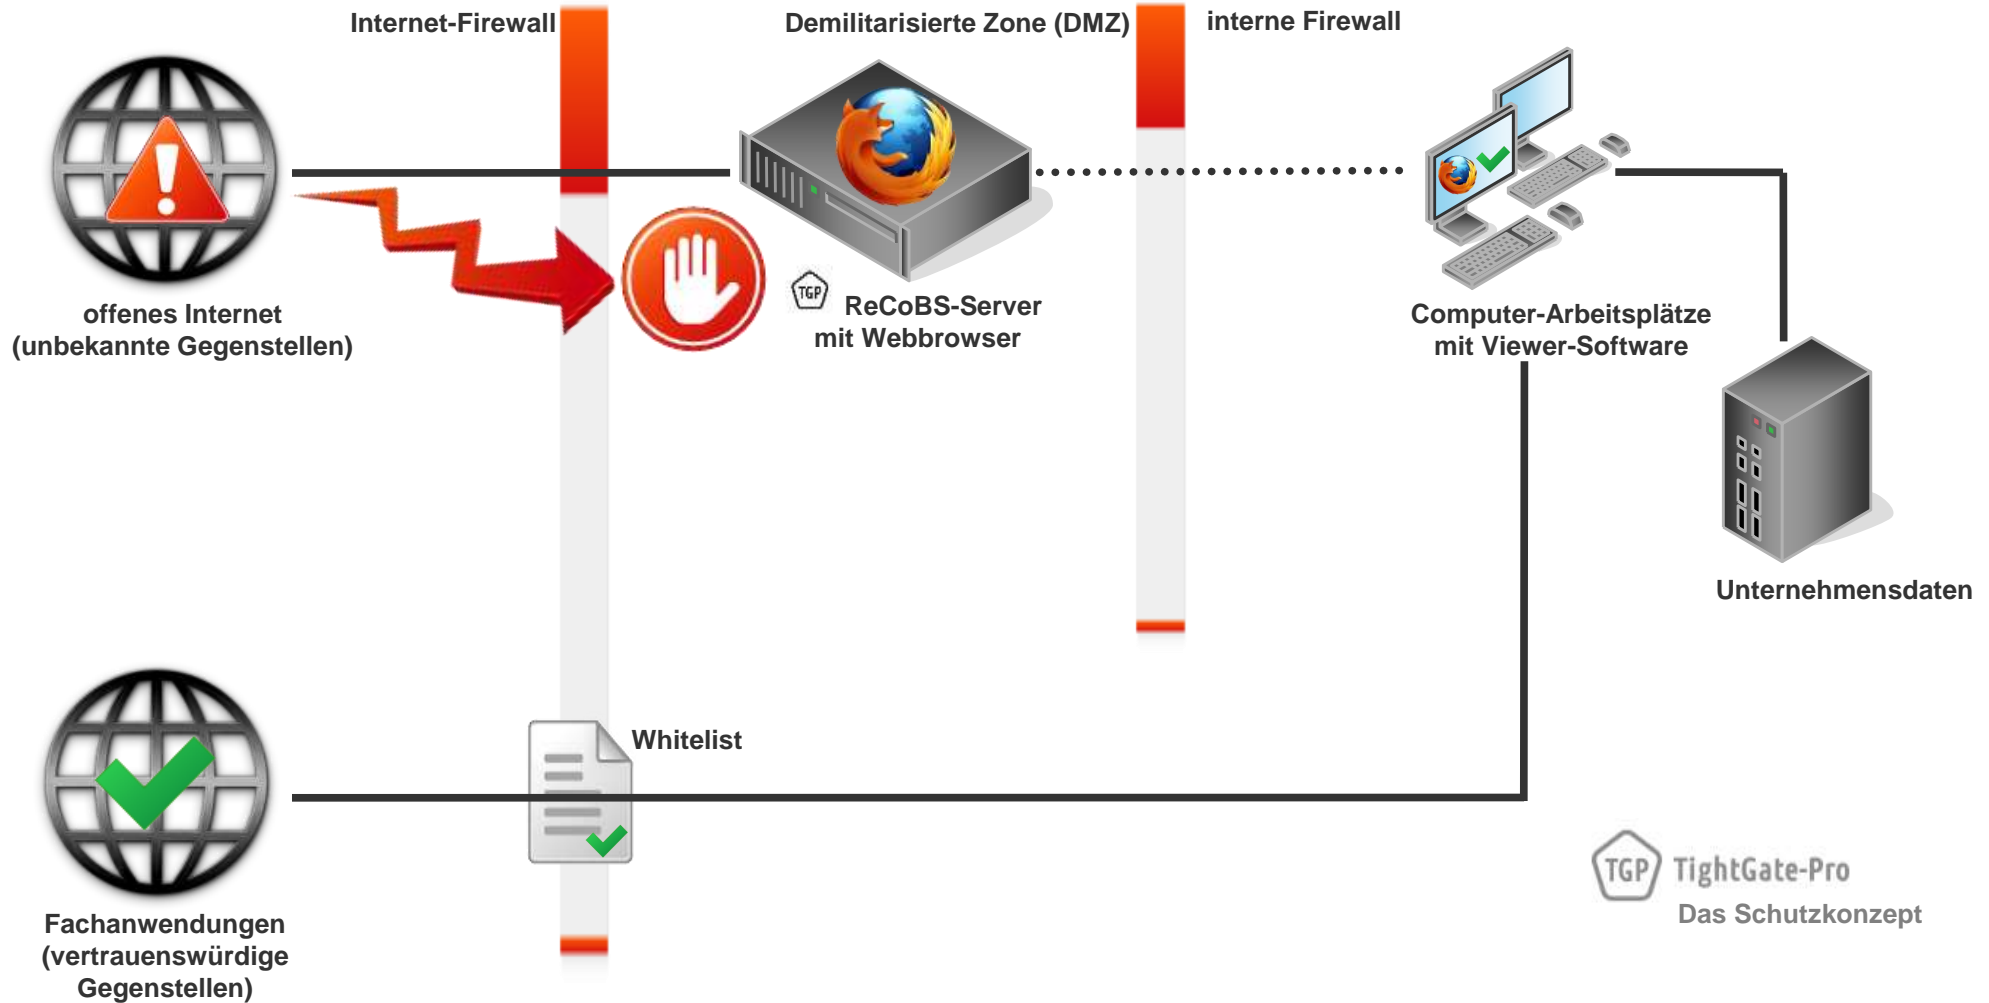 Internet-Firewall
Demilitarisierte Zone (DMZ)
interne Firewall
offenes Internet
(unbekannte Gegenstellen)
TGP
ReCoBS-Server
mit Webbrowser
Computer-Arbeitsplätze
mit Viewer-Software
Unternehmensdaten
Whitelist
Fachanwendungen
(vertrauenswürdige
Gegenstellen)
TGP TightGate-Pro
Das Schutzkonzept